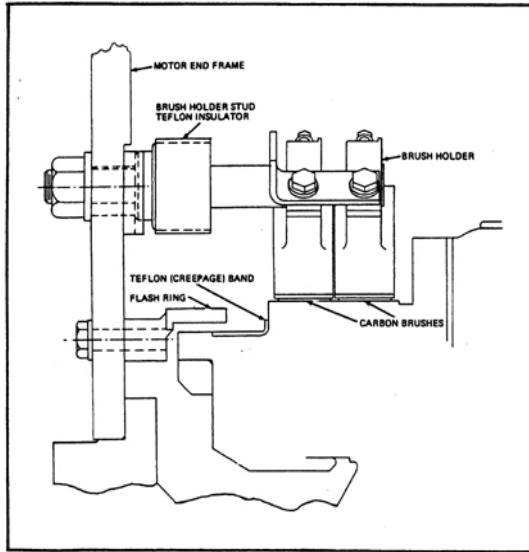 MOTOR END FRAME
BRUSH HOLDER STUD
TEFLON INSULATOR
BRUSH HOLDER
TEFLON (CREEPAGE) BAND
FLASH RING
CARBON BRUSHES